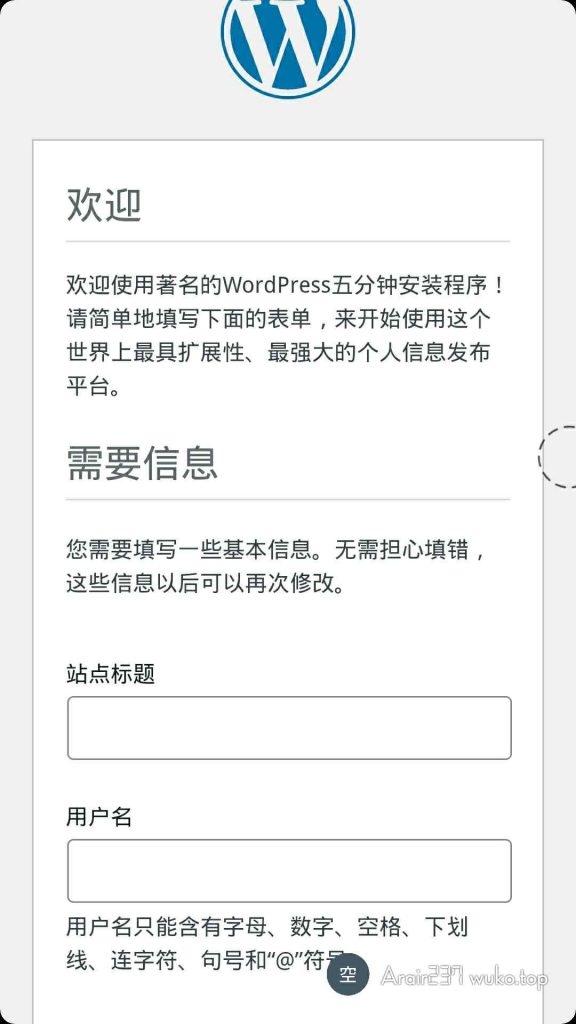 欢迎
欢迎使用著名的WordPress五分钟安装程序！
请简单地填写下面的表单，来开始使用这个
世界上最具扩展性、最强大的个人信息发布
平台。
需要信息
您需要填写一些基本信息。无需担心填错，
这些信息以后可以再次修改。
站点标题
用户名
用户名只能含有字母、数字、空格、下划
线、连字符、句号和“@”符号
空 Arair237 wuko.top